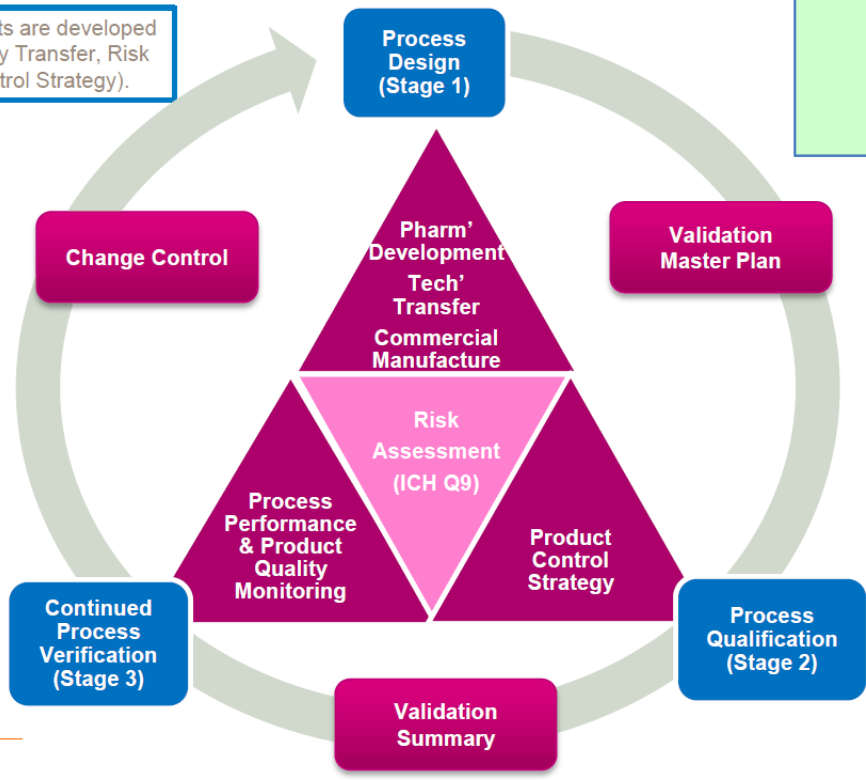 ts are developed
y Transfer, Risk
trol Strategy).
Process
Design
(Stage 1)
Change Control
Validation
Master Plan
Pharm’
Development
Tech’
Transfer
Commercial
Manufacture
Risk
Assessment
(ICH Q9)
Process
Performance
& Product
Quality
Monitoring
Product
Control
Strategy
Continued
Process
Verification
(Stage 3)
Process
Qualification
(Stage 2)
Validation
Summary